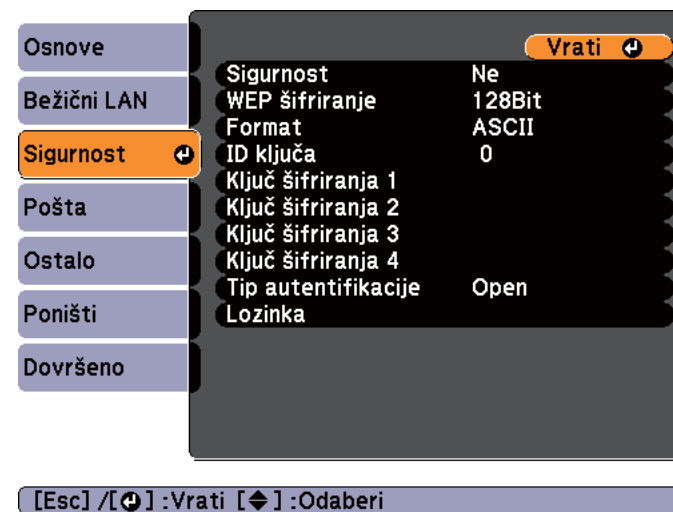 Osnove
Bežični LAN
Sigurnost
Pošta
Ostalo
Poništi
Dovršeno
Vrati
Sigurnost Ne
WEP šifriranje 128Bit
Format ASCII
ID ključa 0
Ključ šifriranja 1
Ključ šifriranja 2
Ključ šifriranja 3
Ključ šifriranja 4
Tip autentifikacije Open
Lozinka
[Esc] /[⏎] :Vrati [◆] :Odaberi